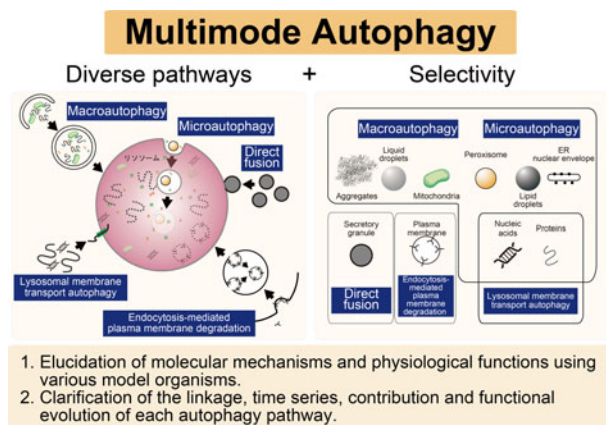 Multimode Autophagy
Diverse pathways + Selectivity
Macroautophagy
Microautophagy
Direct
fusion
リソソーム
Lysosomal membrane
transport autophagy
Endocytosis-mediated
plasma membrane degradation
Macroautophagy
Microautophagy
Liquid
droplets
Peroxisome
ER
nuclear envelope
Aggregates
Mitochondria
Lipid
droplets
Secretory
granule
Plasma
membrane
Nucleic
acids
Proteins
Direct
fusion
Endocytosis-
mediated
plasma
membrane
degradation
Lysosomal membrane
transport autophagy
1. Elucidation of molecular mechanisms and physiological functions using
various model organisms.
2. Clarification of the linkage, time series, contribution and functional
evolution of each autophagy pathway.